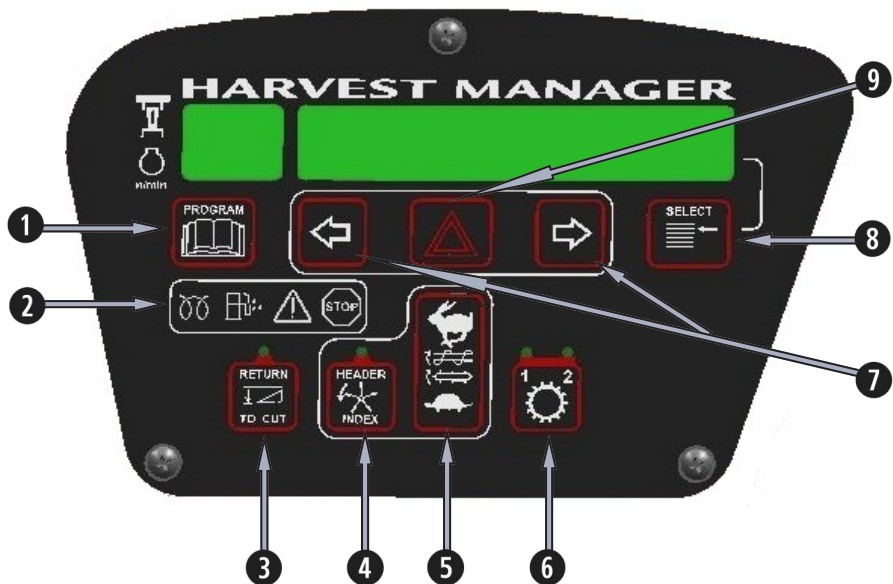 HARVEST MANAGER
9
n/min
PROGRAM
SELECT
1
8
2
STOP
7
RETURN
TO CUT
HEADER
INDEX
1 2
3
4
5
6